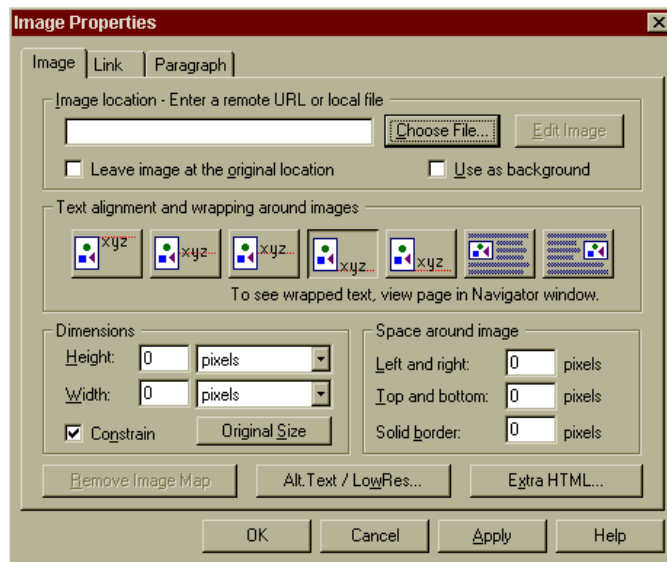 Image Properties
Image Link Paragraph
Image location - Enter a remote URL or local file
Choose File... Edit Image
Leave image at the original location Use as background
Text alignment and wrapping around images
xyz xyz... xyz... xyz... xyz...
To see wrapped text, view page in Navigator window.
Dimensions Space around image
Height: 0 pixels Left and right: 0 pixels
Width: 0 pixels Top and bottom: 0 pixels
Constrain Original Size Solid border: 0 pixels
Remove Image Map Alt.Text / LowRes... Extra HTML...
OK Cancel Apply Help